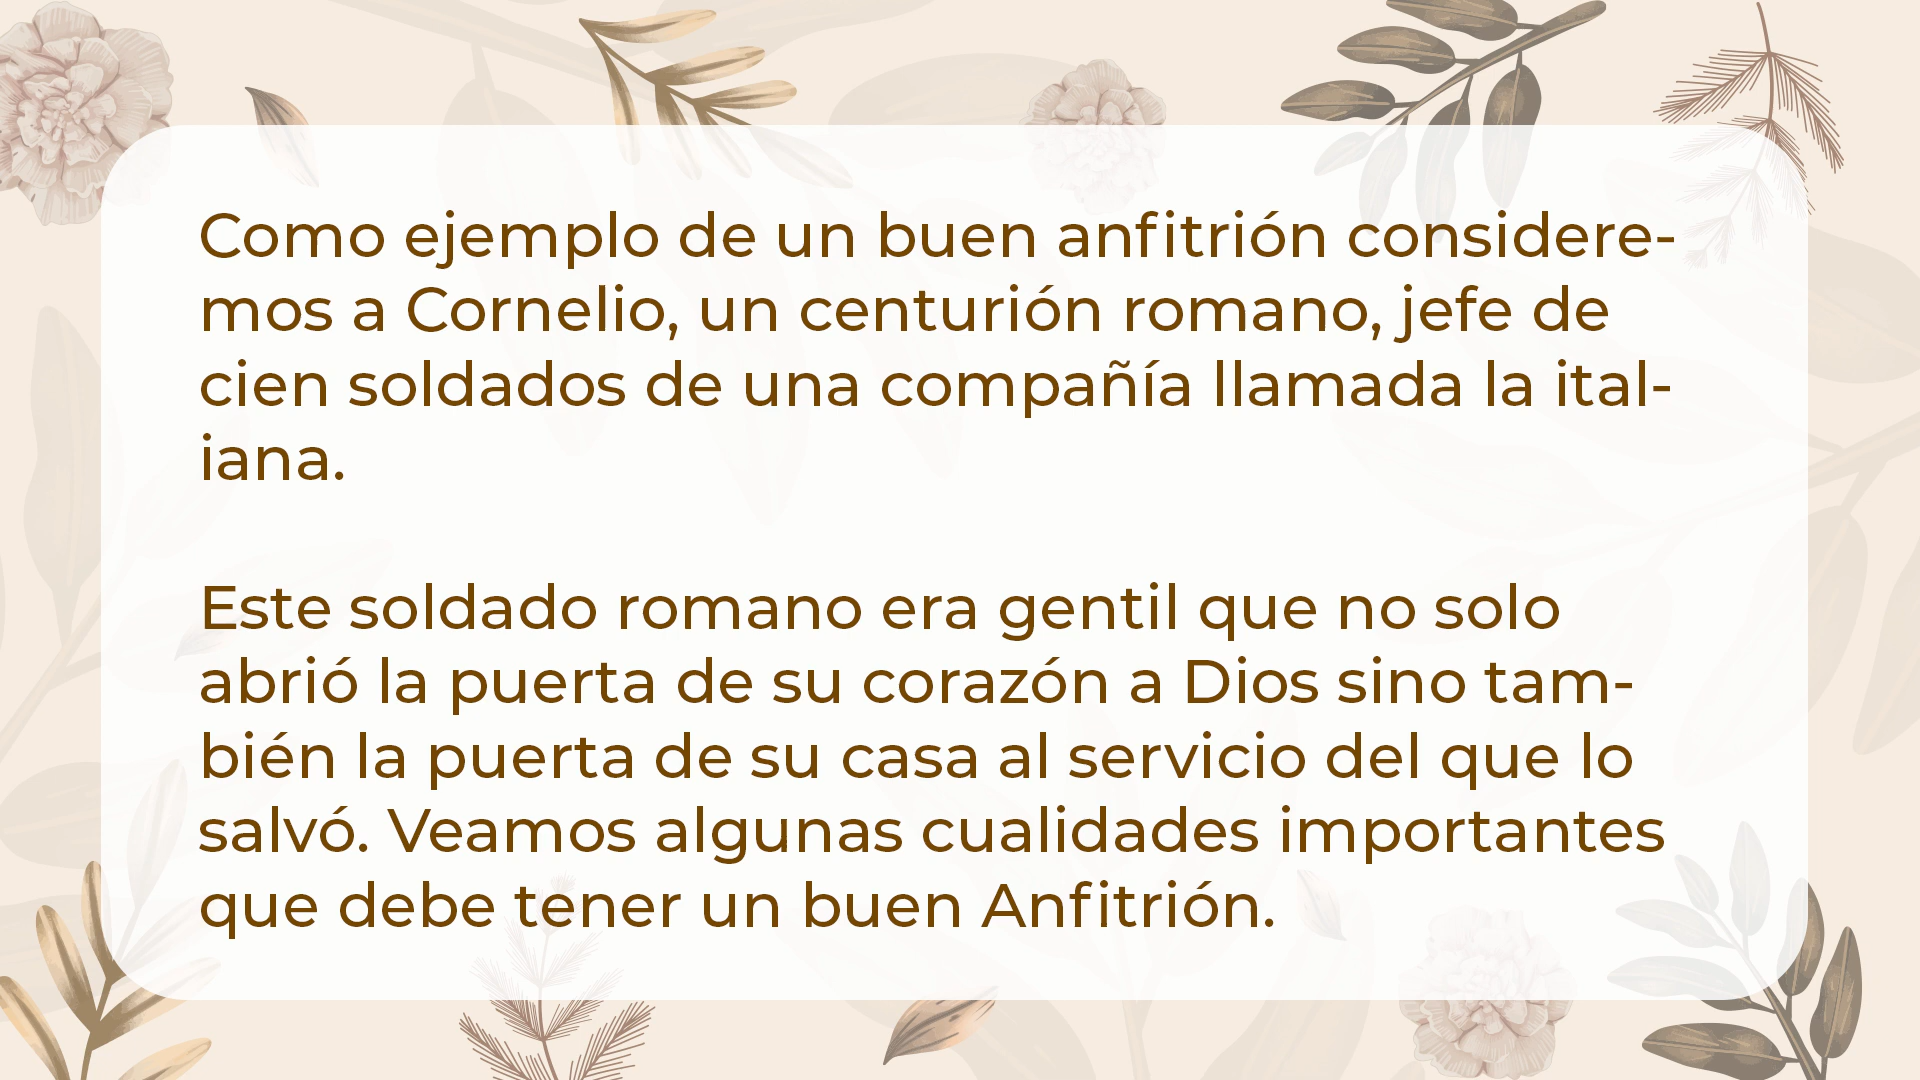 Como ejemplo de un buen anfitrión considere-
mos a Cornelio, un centurión romano, jefe de
cien soldados de una compañía llamada la ital-
iana.
Este soldado romano era gentil que no solo
abrió la puerta de su corazón a Dios sino tam-
bién la puerta de su casa al servicio del que lo
salvó. Veamos algunas cualidades importantes
que debe tener un buen Anfitrión.